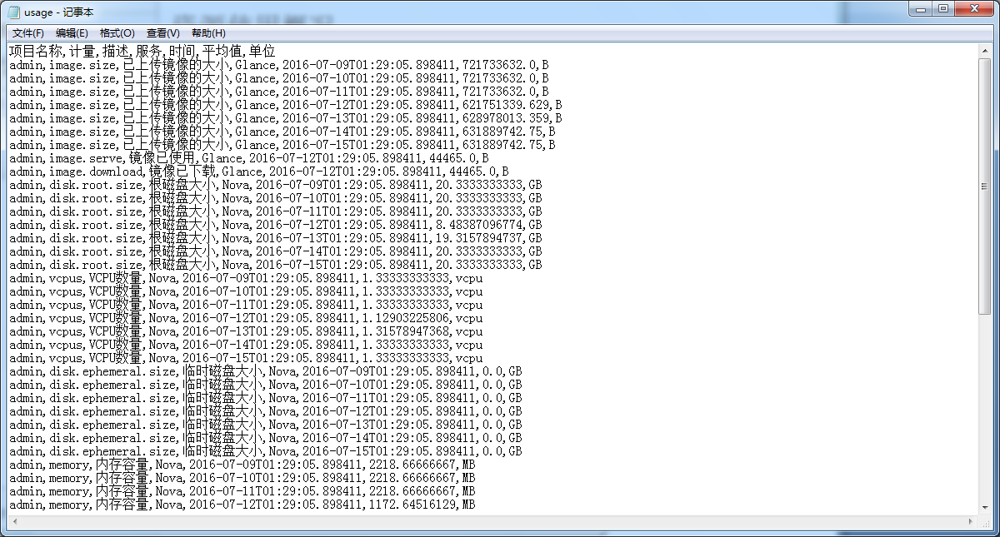 usage - 记事本
文件(F) 编辑(E) 格式(O) 查看(V) 帮助(H)
项目名称,计量,描述,服务,时间,平均值,单位
admin,image.size,已上传镜像的大小,Glance,2016-07-09T01:29:05.898411,721733632.0,B
admin,image.size,已上传镜像的大小,Glance,2016-07-10T01:29:05.898411,721733632.0,B
admin,image.size,已上传镜像的大小,Glance,2016-07-11T01:29:05.898411,721733632.0,B
admin,image.size,已上传镜像的大小,Glance,2016-07-12T01:29:05.898411,621751339.629,B
admin,image.size,已上传镜像的大小,Glance,2016-07-13T01:29:05.898411,628978013.359,B
admin,image.size,已上传镜像的大小,Glance,2016-07-14T01:29:05.898411,631889742.75,B
admin,image.size,已上传镜像的大小,Glance,2016-07-15T01:29:05.898411,631889742.75,B
admin,image.serve,镜像已使用,Glance,2016-07-12T01:29:05.898411,44465.0,B
admin,image.download,镜像已下载,Glance,2016-07-12T01:29:05.898411,44465.0,B
admin,disk.root.size,根磁盘大小,Nova,2016-07-09T01:29:05.898411,20.3333333333,GB
admin,disk.root.size,根磁盘大小,Nova,2016-07-10T01:29:05.898411,20.3333333333,GB
admin,disk.root.size,根磁盘大小,Nova,2016-07-11T01:29:05.898411,20.3333333333,GB
admin,disk.root.size,根磁盘大小,Nova,2016-07-12T01:29:05.898411,8.48387096774,GB
admin,disk.root.size,根磁盘大小,Nova,2016-07-13T01:29:05.898411,19.3157894737,GB
admin,disk.root.size,根磁盘大小,Nova,2016-07-14T01:29:05.898411,20.3333333333,GB
admin,disk.root.size,根磁盘大小,Nova,2016-07-15T01:29:05.898411,20.3333333333,GB
admin,vcpus,VCPU数量,Nova,2016-07-09T01:29:05.898411,1.33333333333,vcpu
admin,vcpus,VCPU数量,Nova,2016-07-10T01:29:05.898411,1.33333333333,vcpu
admin,vcpus,VCPU数量,Nova,2016-07-11T01:29:05.898411,1.33333333333,vcpu
admin,vcpus,VCPU数量,Nova,2016-07-12T01:29:05.898411,1.12903225806,vcpu
admin,vcpus,VCPU数量,Nova,2016-07-13T01:29:05.898411,1.31578947368,vcpu
admin,vcpus,VCPU数量,Nova,2016-07-14T01:29:05.898411,1.33333333333,vcpu
admin,vcpus,VCPU数量,Nova,2016-07-15T01:29:05.898411,1.33333333333,vcpu
admin,disk.ephemeral.size,临时磁盘大小,Nova,2016-07-09T01:29:05.898411,0.0,GB
admin,disk.ephemeral.size,临时磁盘大小,Nova,2016-07-10T01:29:05.898411,0.0,GB
admin,disk.ephemeral.size,临时磁盘大小,Nova,2016-07-11T01:29:05.898411,0.0,GB
admin,disk.ephemeral.size,临时磁盘大小,Nova,2016-07-12T01:29:05.898411,0.0,GB
admin,disk.ephemeral.size,临时磁盘大小,Nova,2016-07-13T01:29:05.898411,0.0,GB
admin,disk.ephemeral.size,临时磁盘大小,Nova,2016-07-14T01:29:05.898411,0.0,GB
admin,disk.ephemeral.size,临时磁盘大小,Nova,2016-07-15T01:29:05.898411,0.0,GB
admin,memory,内存容量,Nova,2016-07-09T01:29:05.898411,2218.66666667,MB
admin,memory,内存容量,Nova,2016-07-10T01:29:05.898411,2218.66666667,MB
admin,memory,内存容量,Nova,2016-07-11T01:29:05.898411,2218.66666667,MB
admin,memory,内存容量,Nova,2016-07-12T01:29:05.898411,1172.64516129,MB